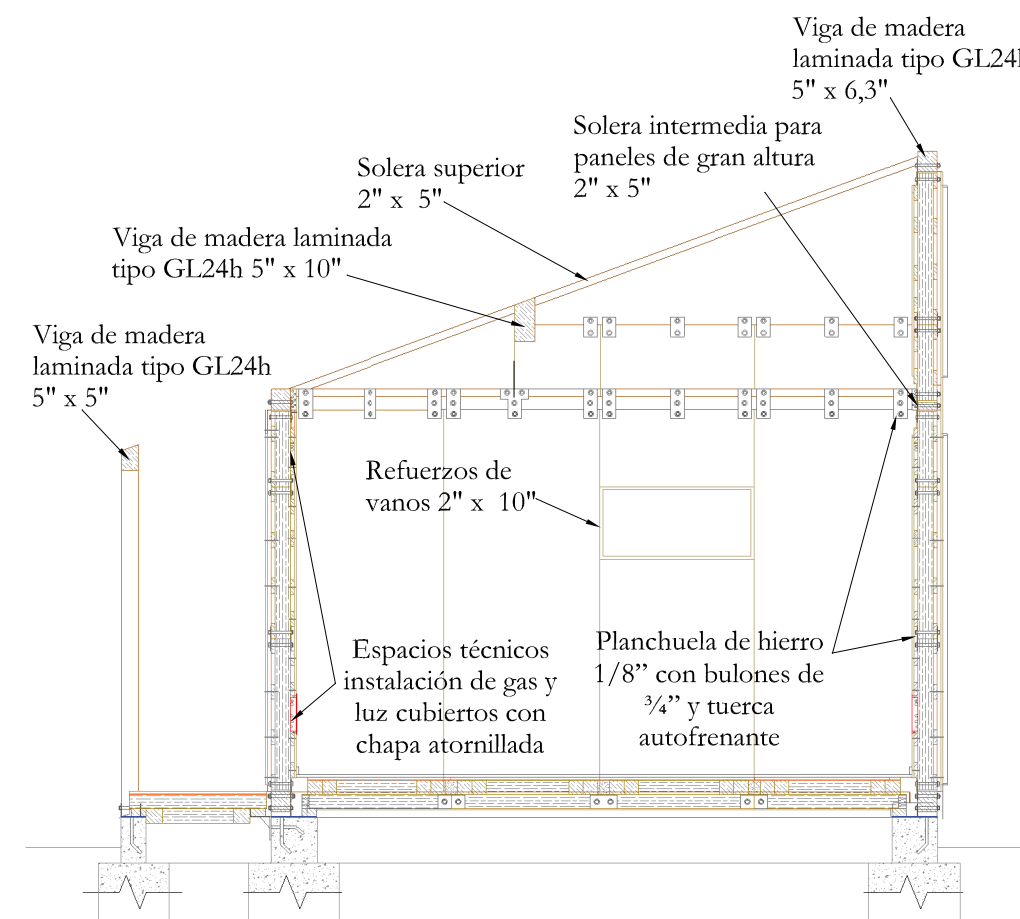 Viga de madera
laminada tipo GL24h
5" x 6,3"
Solera intermedia para
paneles de gran altura
2" x 5"
Solera superior
2" x 5"
Viga de madera laminada
tipo GL24h 5" x 10"
Viga de madera
laminada tipo GL24h
5" x 5"
Refuerzos de
vanos 2" x 10"
Espacios técnicos
instalación de gas y
luz cubiertos con
chapa atornillada
Planchuela de hierro
1/8” con bulones de
¾” y tuerca
autofrenante